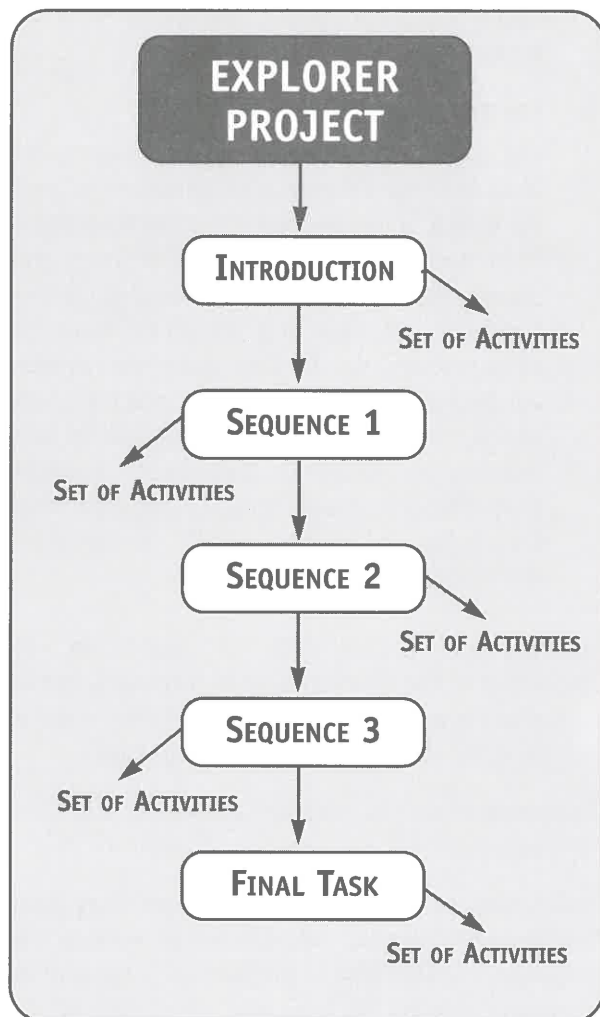 EXPLORER
PROJECT
INTRODUCTION
SET OF ACTIVITIES
SEQUENCE 1
SET OF ACTIVITIES
SEQUENCE 2
SET OF ACTIVITIES
SEQUENCE 3
SET OF ACTIVITIES
FINAL TASK
SET OF ACTIVITIES